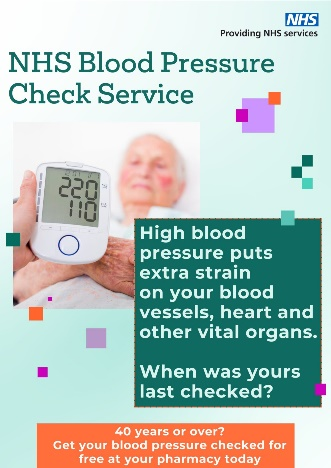 NHS
Providing NHS services
NHS Blood Pressure
Check Service
220
110
High blood
pressure puts
extra strain
on your blood
vessels, heart and
other vital organs.
When was yours
last checked?
40 years or over?
Get your blood pressure checked for
free at your pharmacy today